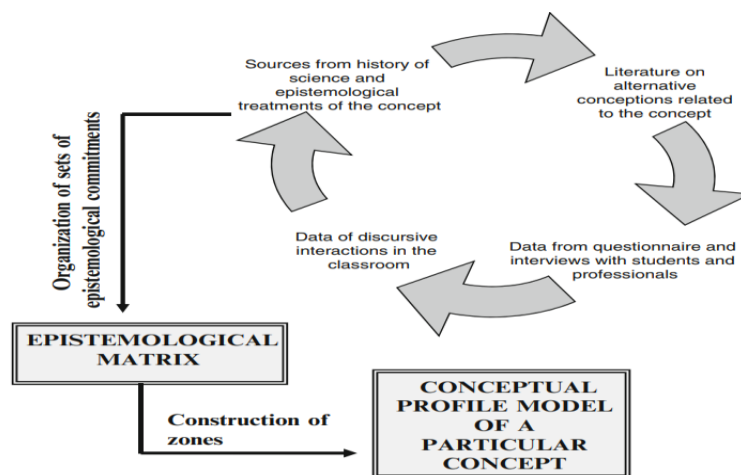 Sources from history of
science and
epistemological
treatments of the concept
Literature on
alternative
conceptions related
to the concept
Organization of sets of
epistemological commitments
Data of discursive
interactions in the
classroom
Data from questionnaire and
interviews with students and
professionals
EPISTEMOLOGICAL
MATRIX
Construction of
zones
CONCEPTUAL
PROFILE MODEL
OF A
PARTICULAR
CONCEPT